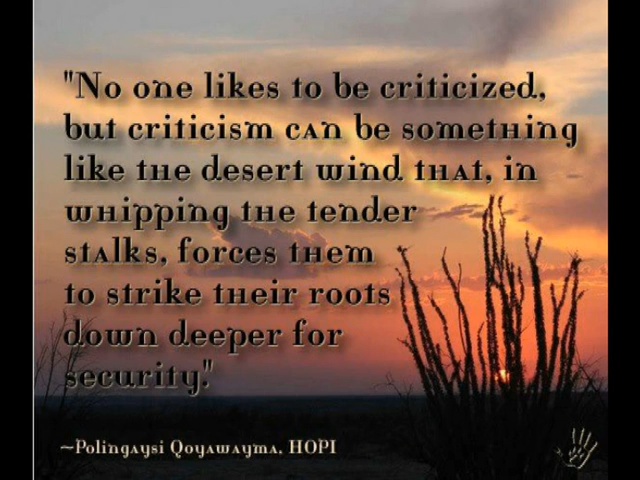 "No one likes to be criticized,
but criticism can be something
like the desert wind that, in
whipping the tender
stalks, forces them
to strike their roots
down deeper for
security."
~Polingaysi Qoyawayma, HOPI